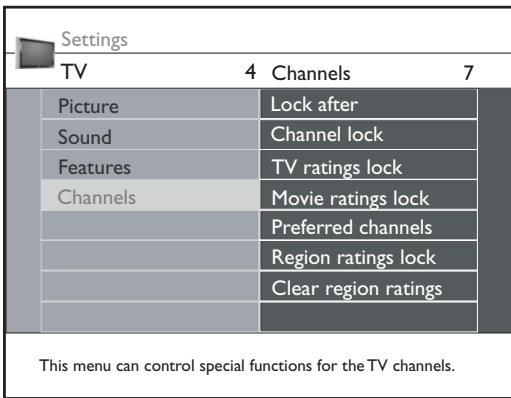 Settings
TV 4 Channels 7
Picture Lock after
Sound Channel lock
Features TV ratings lock
Channels Movie ratings lock
Preferred channels
Region ratings lock
Clear region ratings
This menu can control special functions for the TV channels.